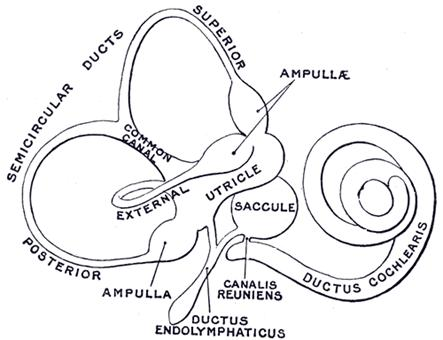 SEMICIRCULAR DUCTS
SUPERIOR
AMPULLÆ
COMMON
CANAL
EXTERNAL
UTRICLE
SACCULE
POSTERIOR
AMPULLA
CANALIS
REUNIENS
DUCTUS COCHLEARIS
DUCTUS
ENDOLYMPHATICUS